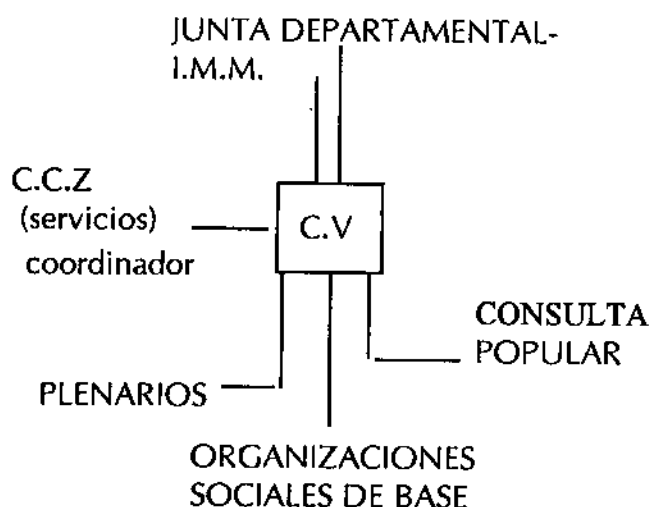 JUNTA DEPARTAMENTAL-
I.M.M.
C.C.Z
(servicios)
coordinador
C.V
CONSULTA
POPULAR
PLENARIOS
ORGANIZACIONES
SOCIALES DE BASE